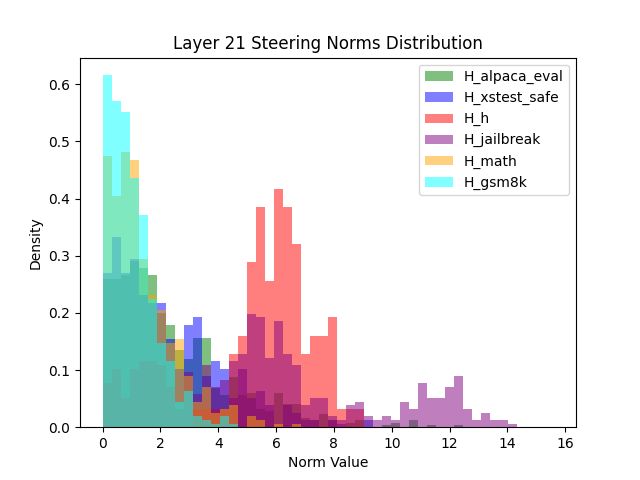 Layer 21 Steering Norms Distribution
H_alpaca_eval
H_xstest_safe
H_h
H_jailbreak
H_math
H_gsm8k
0.6
0.5
0.4
0.3
0.2
0.1
0.0
Density
0
2
4
6
8
10
12
14
16
Norm Value